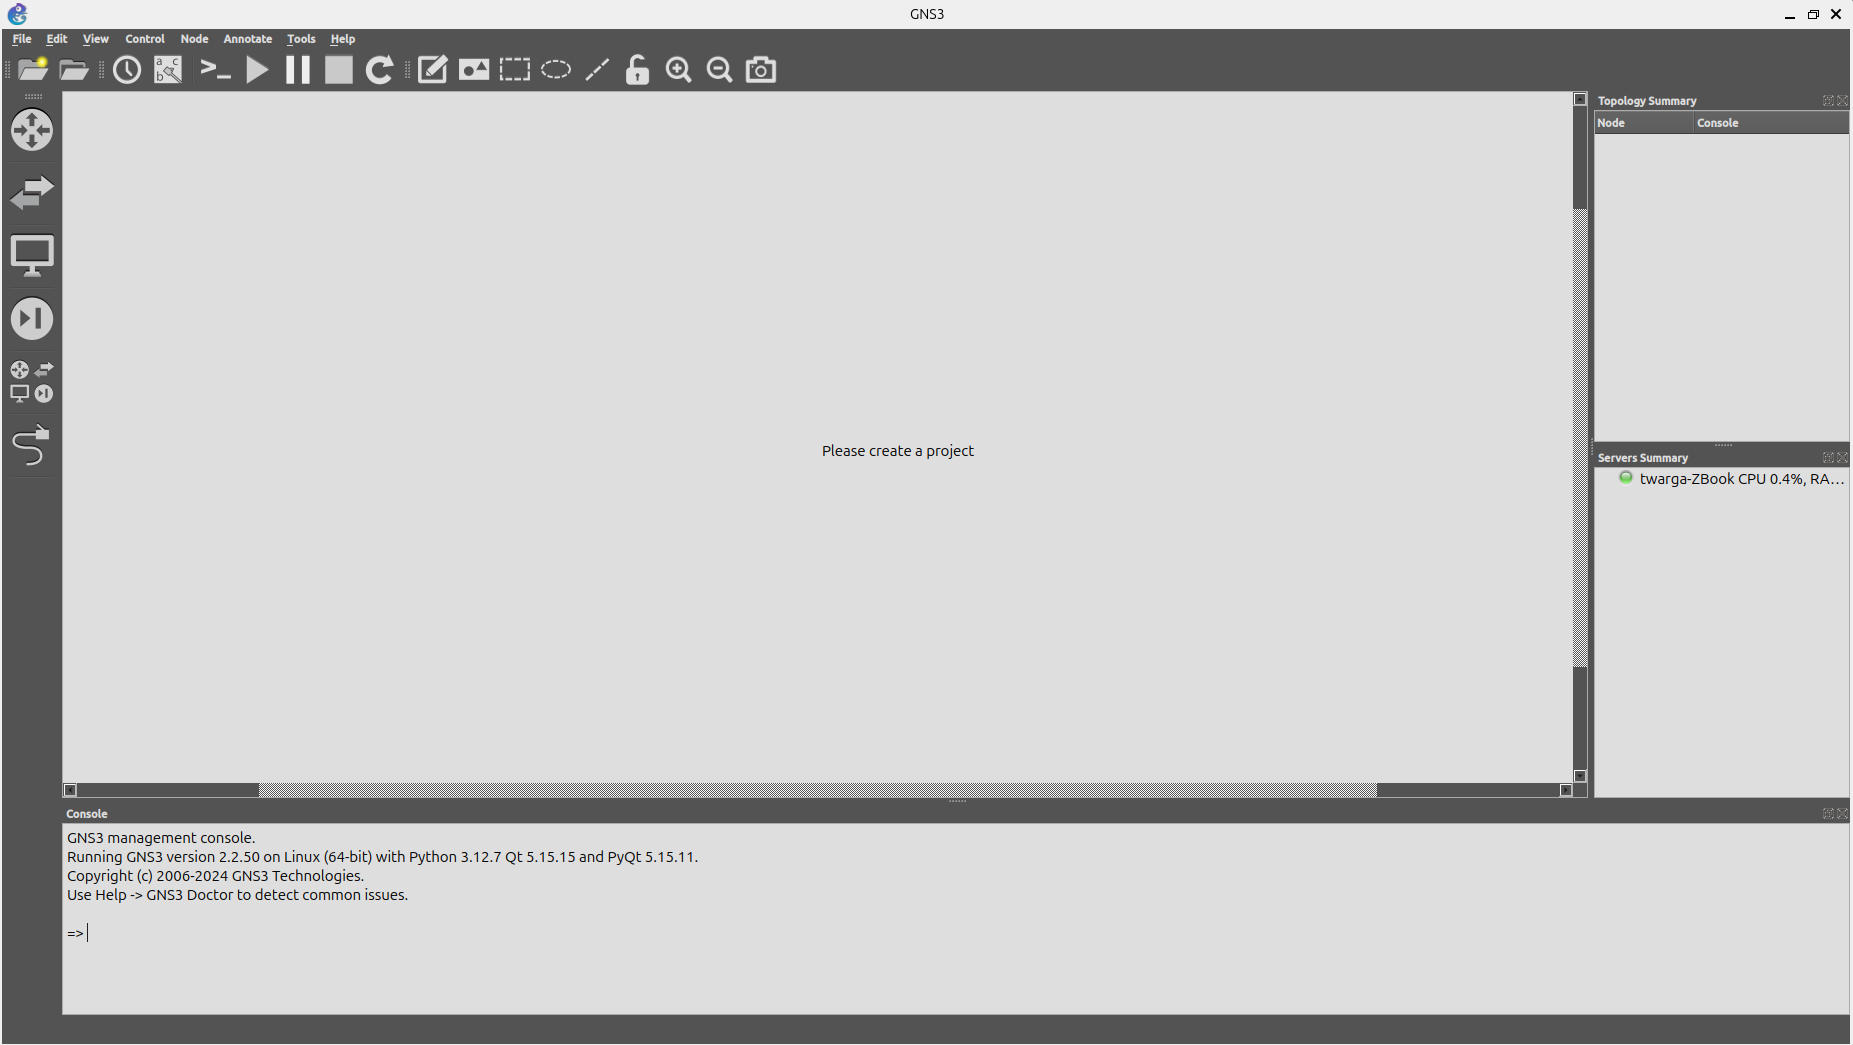 GNS3
File Edit View Control Node Annotate Tools Help
a c
b
Topology Summary
Node Console
Please create a project
Servers Summary
twarga-ZBook CPU 0.4%, RA...
Console
GNS3 management console.
Running GNS3 version 2.2.50 on Linux (64-bit) with Python 3.12.7 Qt 5.15.15 and PyQt 5.15.11.
Copyright (c) 2006-2024 GNS3 Technologies.
Use Help -> GNS3 Doctor to detect common issues.
=>